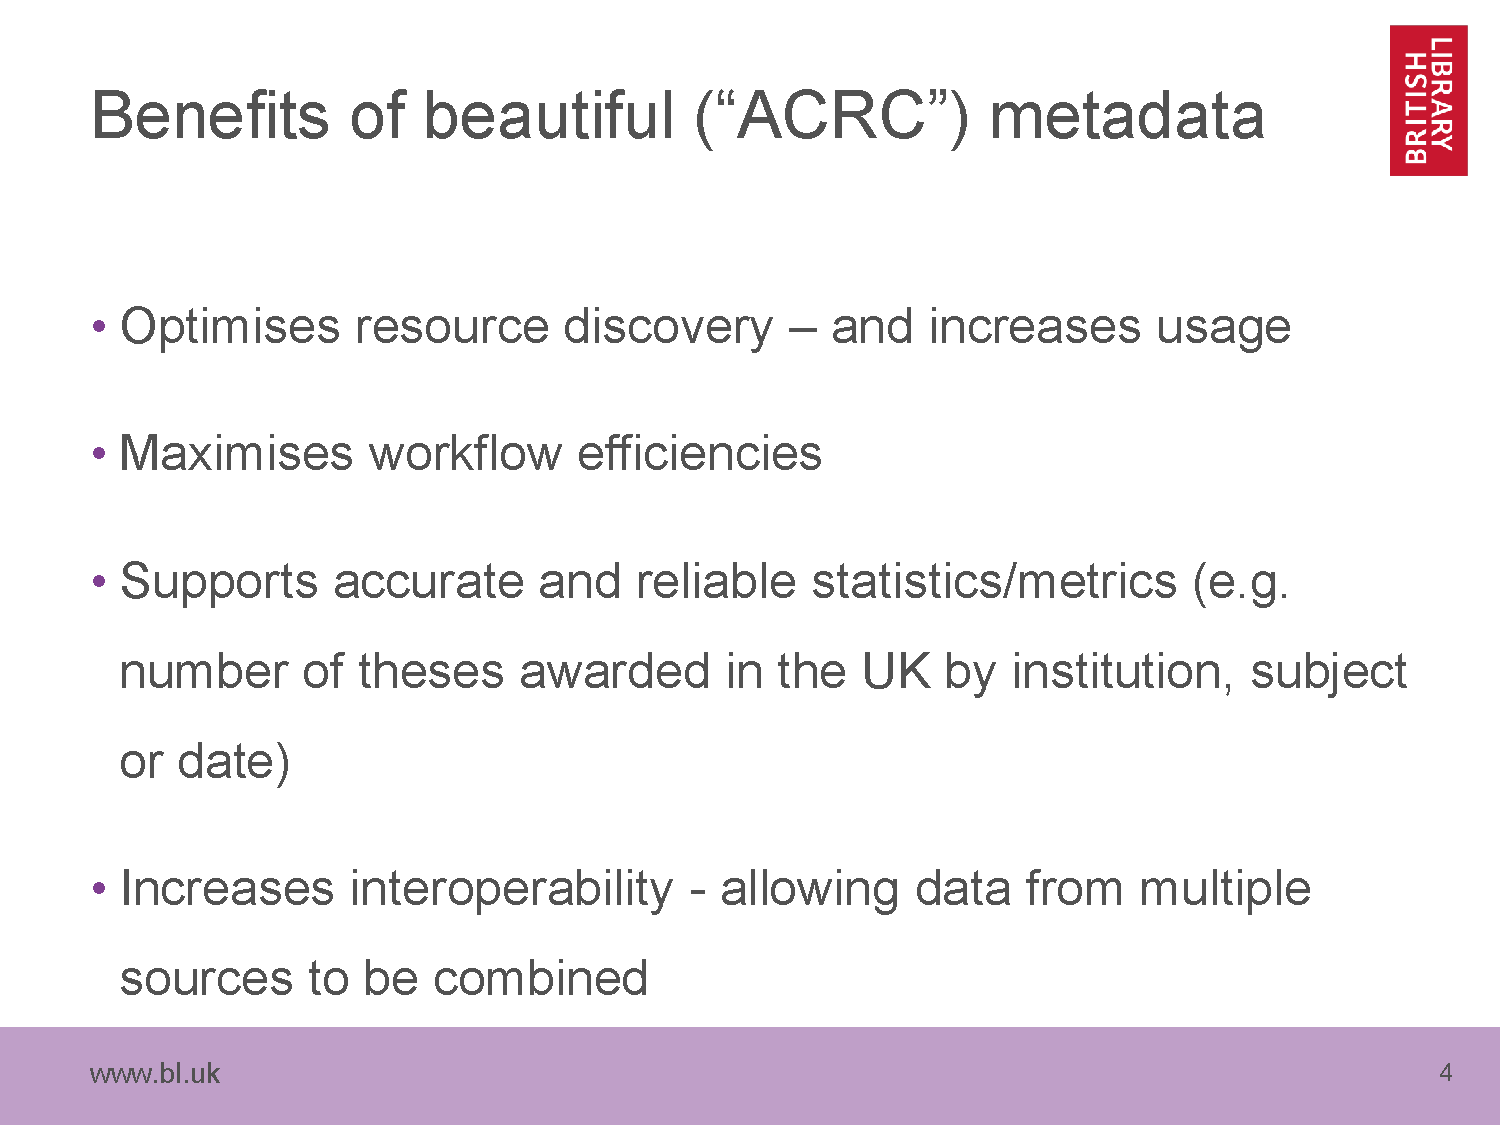 Benefits of beautiful (“ACRC”) metadata
BRITISH
LIBRARY
• Optimises resource discovery – and increases usage
• Maximises workflow efficiencies
• Supports accurate and reliable statistics/metrics (e.g.
number of theses awarded in the UK by institution, subject
or date)
• Increases interoperability - allowing data from multiple
sources to be combined
www.bl.uk
4